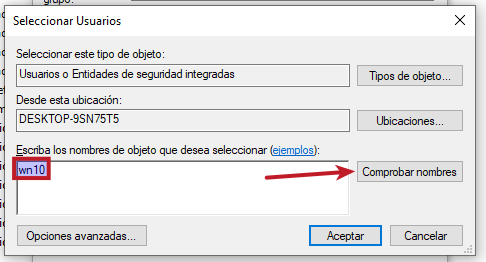 grupo:
Seleccionar Usuarios
Seleccionar este tipo de objeto:
Usuarios o Entidades de seguridad integradas
Tipos de objeto...
Desde esta ubicación:
DESKTOP-9SN75T5
Ubicaciones...
Escriba los nombres de objeto que desea seleccionar (ejemplos):
wn10
Comprobar nombres
Opciones avanzadas...
Aceptar
Cancelar